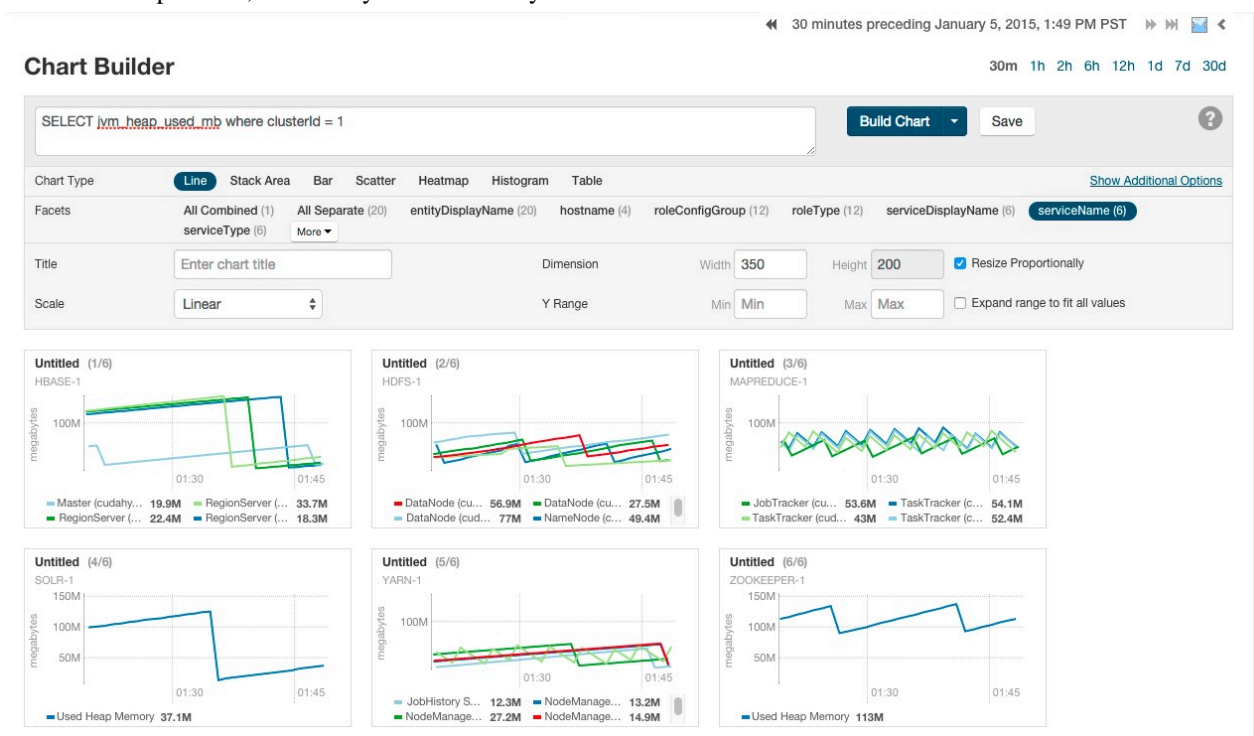 30 minutes preceding January 5, 2015, 1:49 PM PST
Chart Builder
30m 1h 2h 6h 12h 1d 7d 30d
SELECT jvm_heap_used_mb where clusterId = 1
Build Chart Save ?
Chart Type Line Stack Area Bar Scatter Heatmap Histogram Table Show Additional Options
Facets All Combined (1) All Separate (20) entityDisplayName (20) hostname (4) roleConfigGroup (12) roleType (12) serviceDisplayName (6) serviceName (6)
serviceType (6) More
Title Enter chart title Dimension Width 350 Height 200 Resize Proportionally
Scale Linear Y Range Min Min Max Max Expand range to fit all values
Untitled (1/6)
HBASE-1
megabytes
100M
01:30 01:45
Master (cudahy... 19.9M RegionServer (... 33.7M
RegionServer (... 22.4M RegionServer (... 18.3M
Untitled (2/6)
HDFS-1
megabytes
100M
01:30 01:45
DataNode (cu... 56.9M DataNode (cu... 27.5M
DataNode (cud... 77M NameNode (c... 49.4M
Untitled (3/6)
MAPREDUCE-1
megabytes
100M
01:30 01:45
JobTracker (cu... 53.6M TaskTracker (c... 54.1M
TaskTracker (cud... 43M TaskTracker (c... 52.4M
Untitled (4/6)
SOLR-1
megabytes
150M
100M
50M
01:30 01:45
Used Heap Memory 37.1M
Untitled (5/6)
YARN-1
megabytes
100M
01:30 01:45
JobHistory S... 12.3M NodeManage... 13.2M
NodeManage... 27.2M NodeManage... 14.9M
Untitled (6/6)
ZOOKEEPER-1
megabytes
150M
100M
50M
01:30 01:45
Used Heap Memory 113M